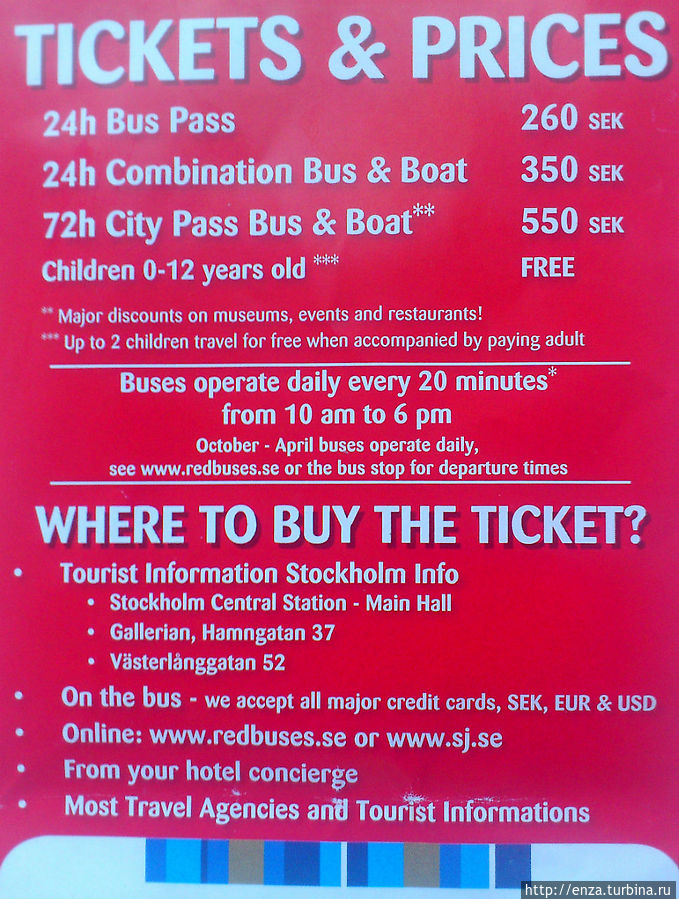 TICKETS & PRICES
24h Bus Pass 260 SEK
24h Combination Bus & Boat 350 SEK
72h City Pass Bus & Boat** 550 SEK
Children 0-12 years old *** FREE
** Major discounts on museums, events and restaurants!
*** Up to 2 children travel for free when accompanied by paying adult
Buses operate daily every 20 minutes*
from 10 am to 6 pm
October - April buses operate daily,
see www.redbuses.se or the bus stop for departure times
WHERE TO BUY THE TICKET?
• Tourist Information Stockholm Info
• Stockholm Central Station - Main Hall
• Gallerian, Hamngatan 37
• Västerlånggatan 52
• On the bus - we accept all major credit cards, SEK, EUR & USD
• Online: www.redbuses.se or www.sj.se
• From your hotel concierge
• Most Travel Agencies and Tourist Informations
http://enza.turbina.ru